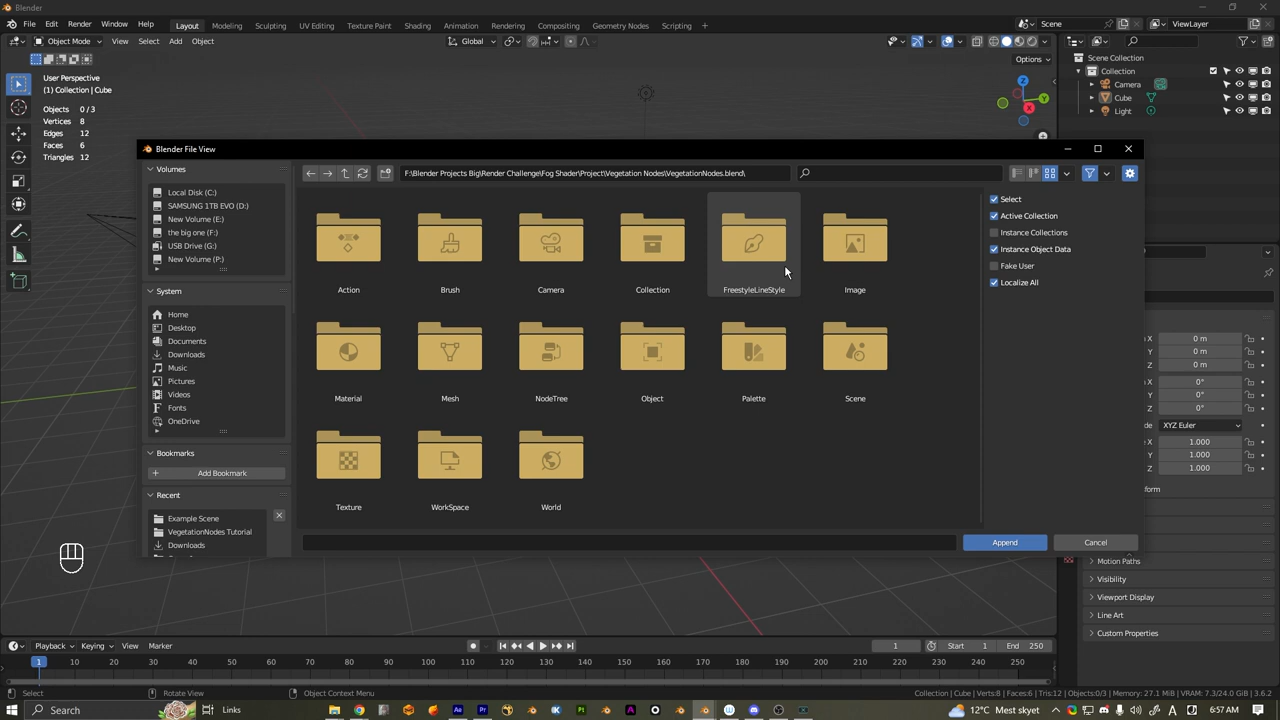 Blender
File Edit Render Window Help
Layout Modeling Sculpting UV Editing Texture Paint Shading Animation Rendering Compositing Geometry Nodes Scripting +
Scene
ViewLayer
Object Mode View Select Add Object
Global
Options
User Perspective
(1) Collection | Cube
Objects 0 / 3
Vertices 8
Edges 12
Faces 6
Triangles 12
Z
Y
X
Scene Collection
Collection
Camera
Cube
Light
Blender File View
Volumes
Local Disk (C:)
SAMSUNG 1TB EVO (D:)
New Volume (E:)
the big one (F:)
USB Drive (G:)
New Volume (P:)
System
Home
Desktop
Documents
Downloads
Music
Pictures
Videos
Fonts
OneDrive
Bookmarks
Add Bookmark
Recent
Example Scene
VegetationNodes Tutorial
Downloads
F:\Blender Projects Big\Render Challenge\Fog Shader\Project\Vegetation Nodes\VegetationNodes.blend\
Action Brush Camera Collection FreestyleLineStyle Image
Material Mesh NodeTree Object Palette Scene
Texture WorkSpace World
Select
Active Collection
Instance Collections
Instance Object Data
Fake User
Localize All
Append
Cancel
X 0 m
Y 0 m
Z 0 m
X 0°
Y 0°
Z 0°
XYZ Euler
X 1.000
Y 1.000
Z 1.000
Motion Paths
Visibility
Viewport Display
Line Art
Custom Properties
Playback Keying View Marker
1
Start 1
End 250
1 10 20 30 40 50 60 70 80 90 100 110 120 130 140 150 160 170 180 190 200 210 220 230 240 250
Select
Rotate View
Object Context Menu
Collection | Cube | Verts:8 | Faces:6 | Tris:12 | Objects:0/3 | Memory: 27.1 MiB | VRAM: 7.3/24.0 GiB | 3.6.2
Search
Links
12°C Mest skyet
6:57 AM